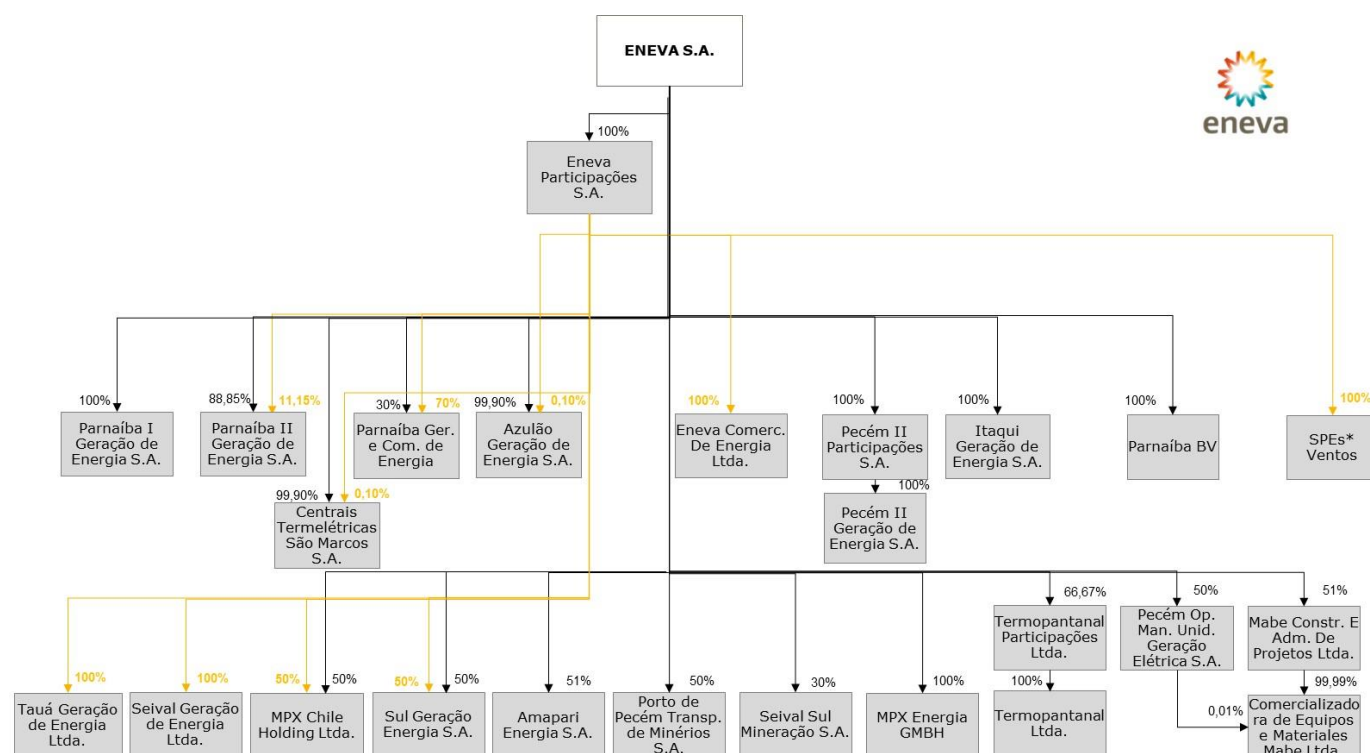 ENEVA S.A.
eneva
100%
Eneva
Participações
S.A.
100%
Parnaíba I
Geração de
Energia S.A.
88,85%
11,15%
Parnaíba II
Geração de
Energia S.A.
30%
70%
Parnaíba Ger.
e Com. de
Energia
99,90%
0,10%
Azulão
Geração de
Energia S.A.
100%
Eneva Comerc.
De Energia
Ltda.
100%
Pecém II
Participações
S.A.
100%
Itaqui
Geração de
Energia S.A.
100%
Parnaíba BV
100%
SPEs*
Ventos
99,90%
0,10%
Centrais
Termelétricas
São Marcos
S.A.
100%
Pecém II
Geração de
Energia S.A.
66,67%
Termopantanal
Participações
Ltda.
50%
Pecém Op.
Man. Unid.
Geração
Elétrica S.A.
51%
Mabe Constr. E
Adm. De
Projetos Ltda.
100%
Tauá Geração
de Energia
Ltda.
100%
Seival Geração
de Energia
Ltda.
50%
50%
MPX Chile
Holding Ltda.
50%
50%
Sul Geração
Energia S.A.
51%
Amapari
Energia S.A.
50%
Porto de
Pecém Transp.
de Minérios
S.A.
30%
Seival Sul
Mineração S.A.
100%
MPX Energia
GMBH
100%
Termopantanal
Ltda.
0,01%
99,99%
Comercializado
ra de Equipos
e Materiales
Mabe Ltda